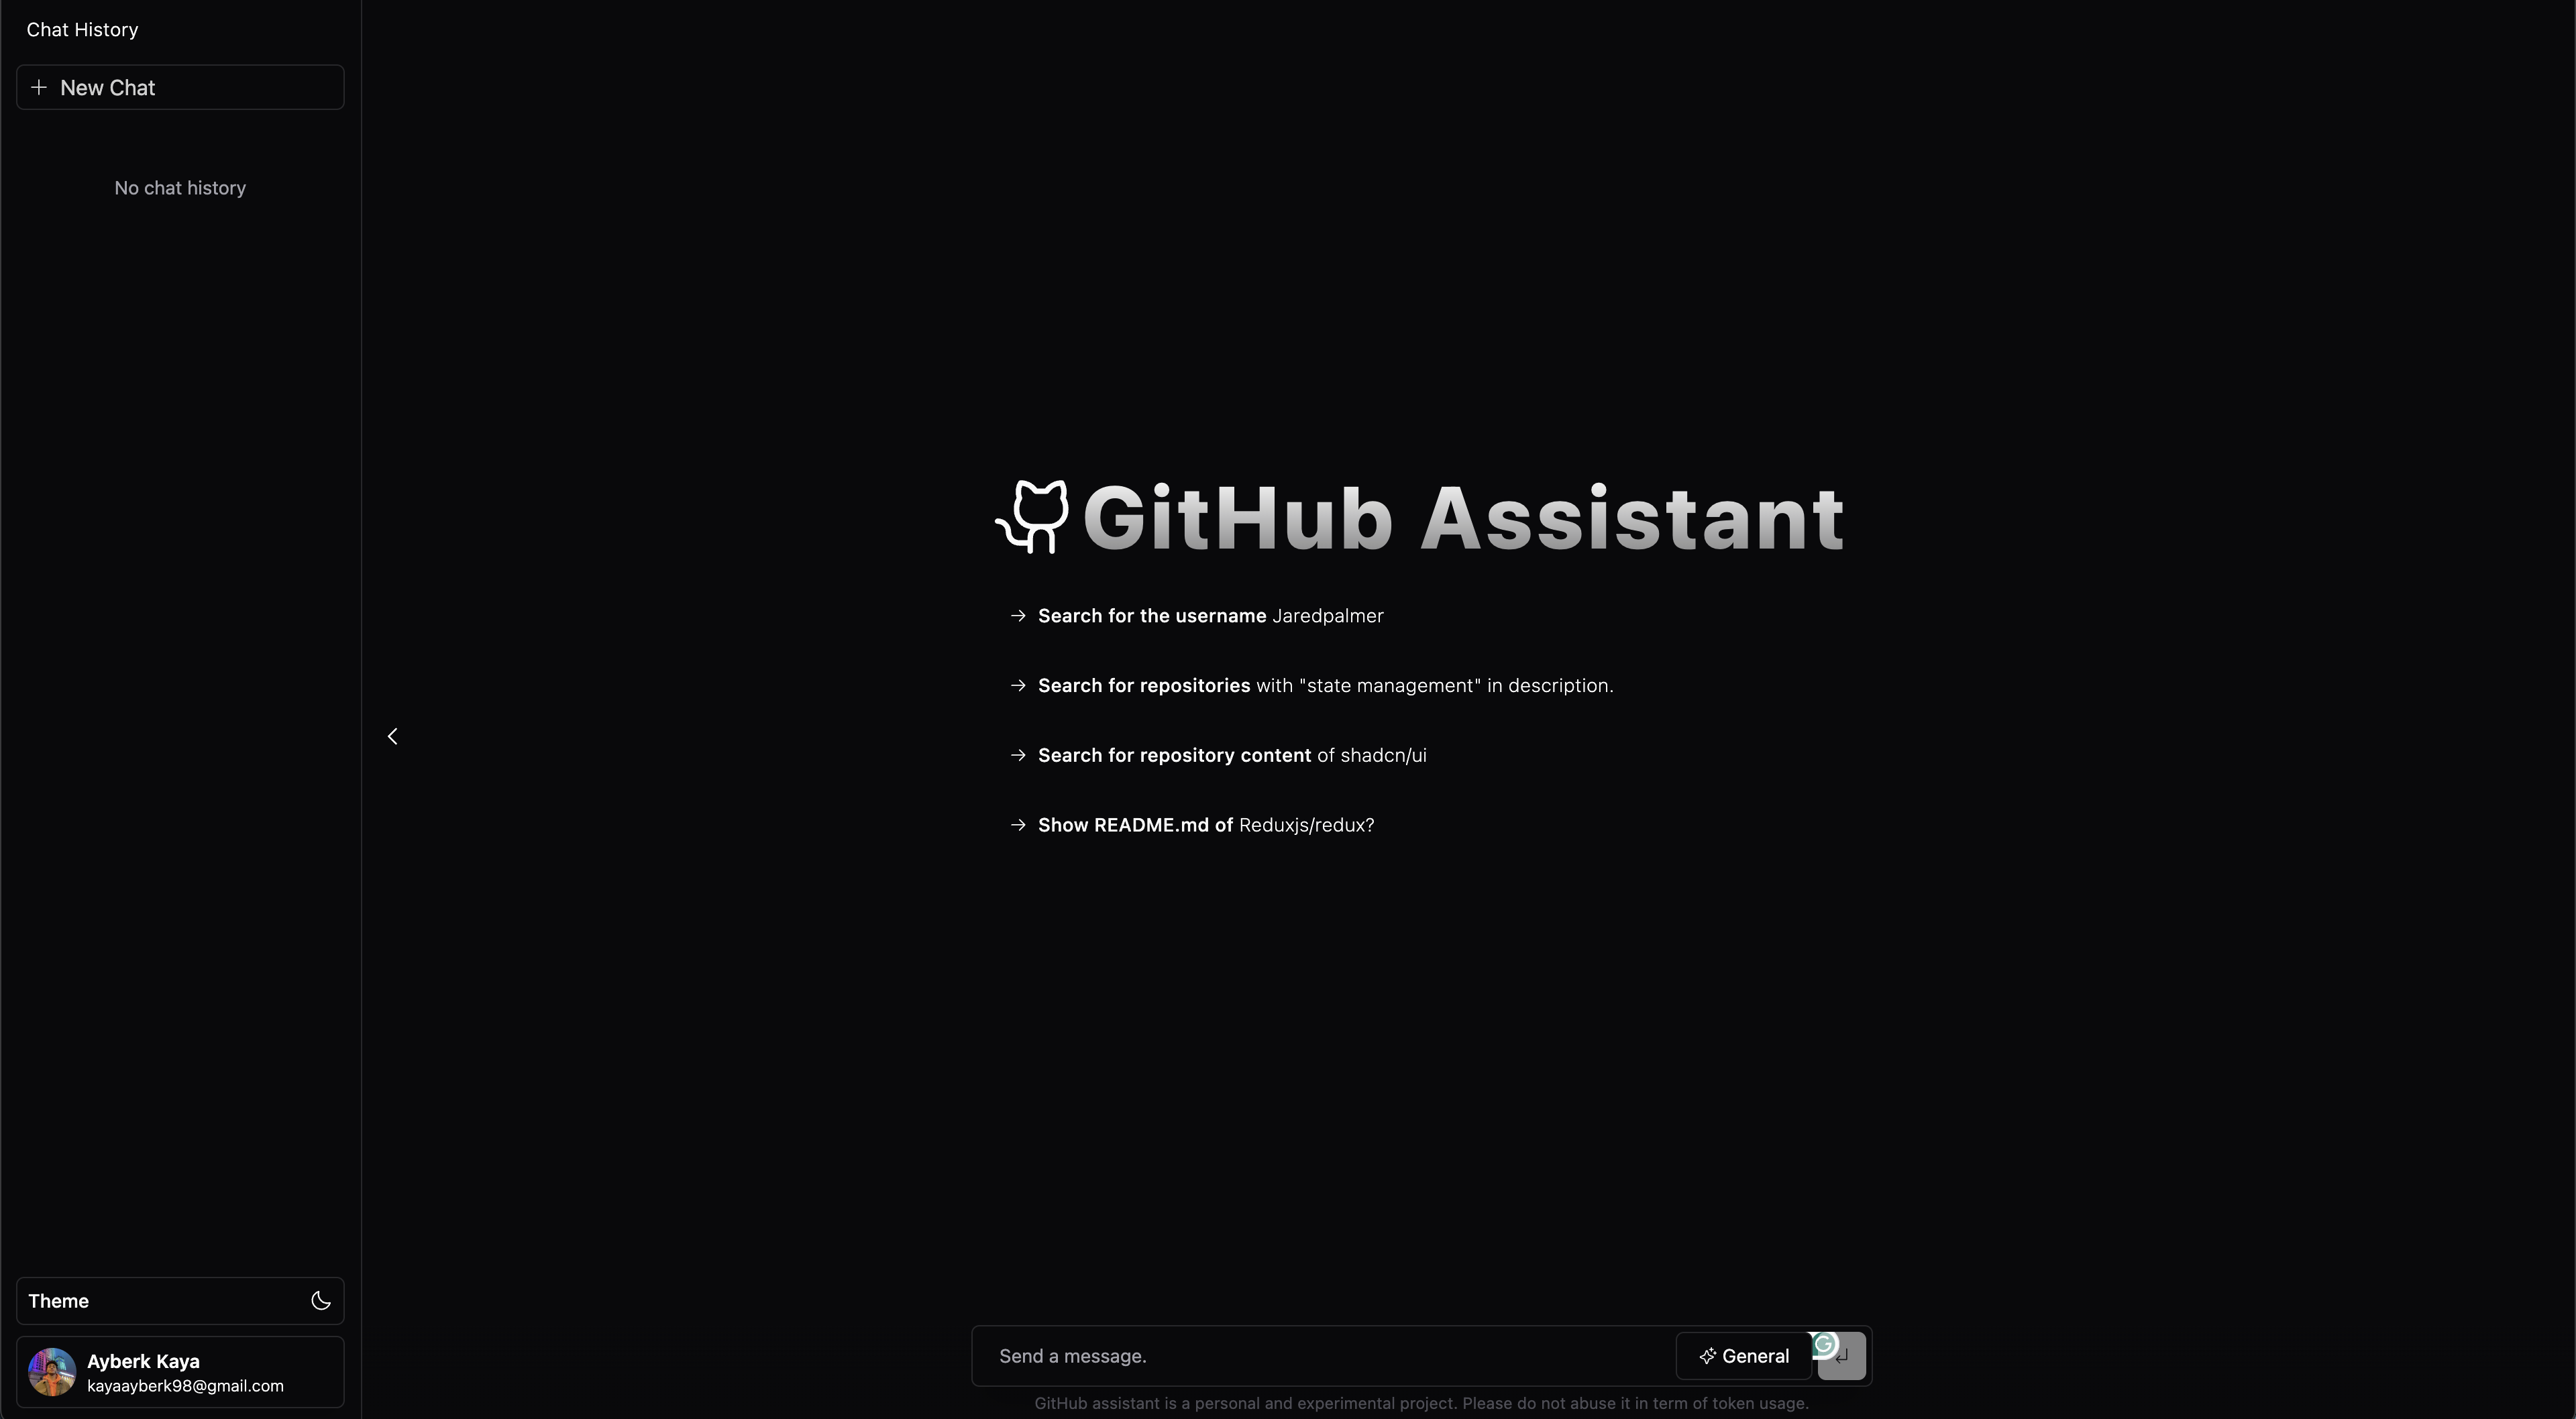 Chat History
New Chat
No chat history
GitHub Assistant
Search for the username Jaredpalmer
Search for repositories with "state management" in description.
Search for repository content of shadcn/ui
Show README.md of Reduxjs/redux?
Theme
Ayberk Kaya
kayaayberk98@gmail.com
Send a message.
General
GitHub assistant is a personal and experimental project. Please do not abuse it in term of token usage.